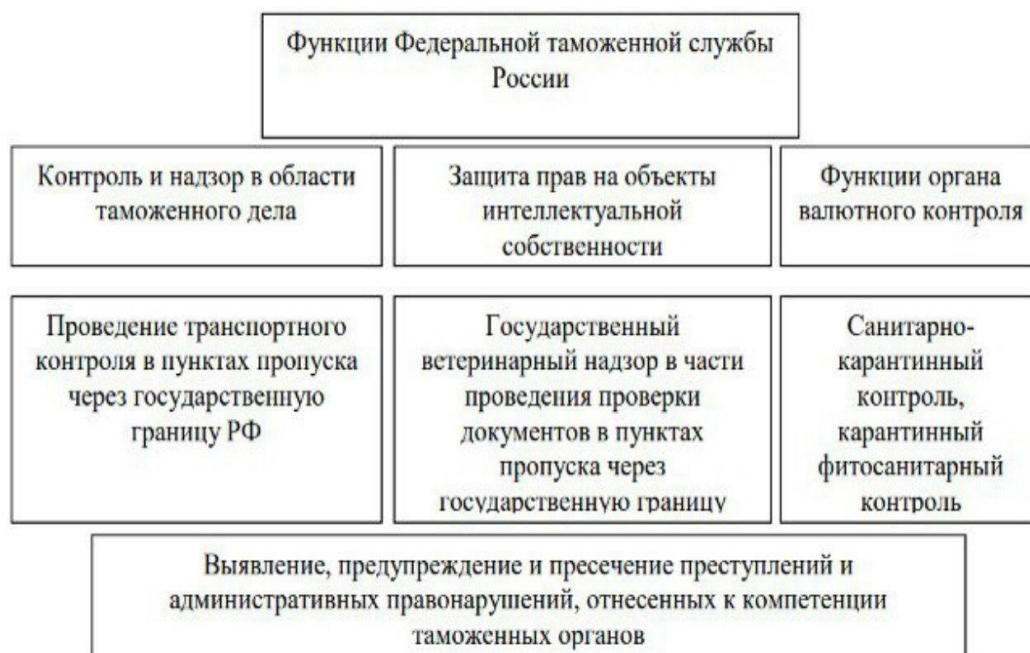 Функции Федеральной таможенной службы
России
Контроль и надзор в области
таможенного дела
Защита прав на объекты
интеллектуальной
собственности
Функции органа
валютного контроля
Проведение транспортного
контроля в пунктах пропуска
через государственную
границу РФ
Государственный
ветеринарный надзор в части
проведения проверки
документов в пунктах
пропуска через
государственную границу
Санитарно-
карантинный
контроль,
карантинный
фитосанитарный
контроль
Выявление, предупреждение и пресечение преступлений и
административных правонарушений, отнесенных к компетенции
таможенных органов